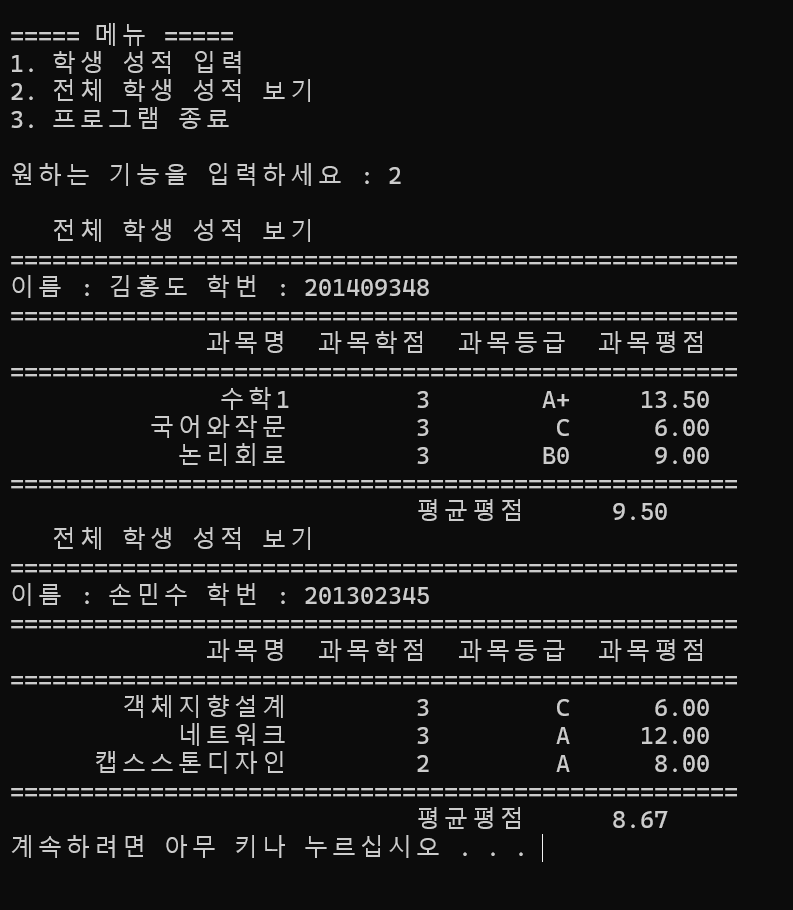 ===== 메뉴 =====
1. 학생 성적 입력
2. 전체 학생 성적 보기
3. 프로그램 종료
원하는 기능을 입력하세요 : 2
전체 학생 성적 보기
====================================================
이름 : 김홍도 학번 : 201409348
====================================================
과목명 과목학점 과목등급 과목평점
====================================================
수학1 3 A+ 13.50
국어와작문 3 C 6.00
논리회로 3 B0 9.00
====================================================
평균평점 9.50
전체 학생 성적 보기
====================================================
이름 : 손민수 학번 : 201302345
====================================================
과목명 과목학점 과목등급 과목평점
====================================================
객체지향설계 3 C 6.00
네트워크 3 A 12.00
캡스스톤디자인 2 A 8.00
====================================================
평균평점 8.67
계속하려면 아무 키나 누르십시오 . . .